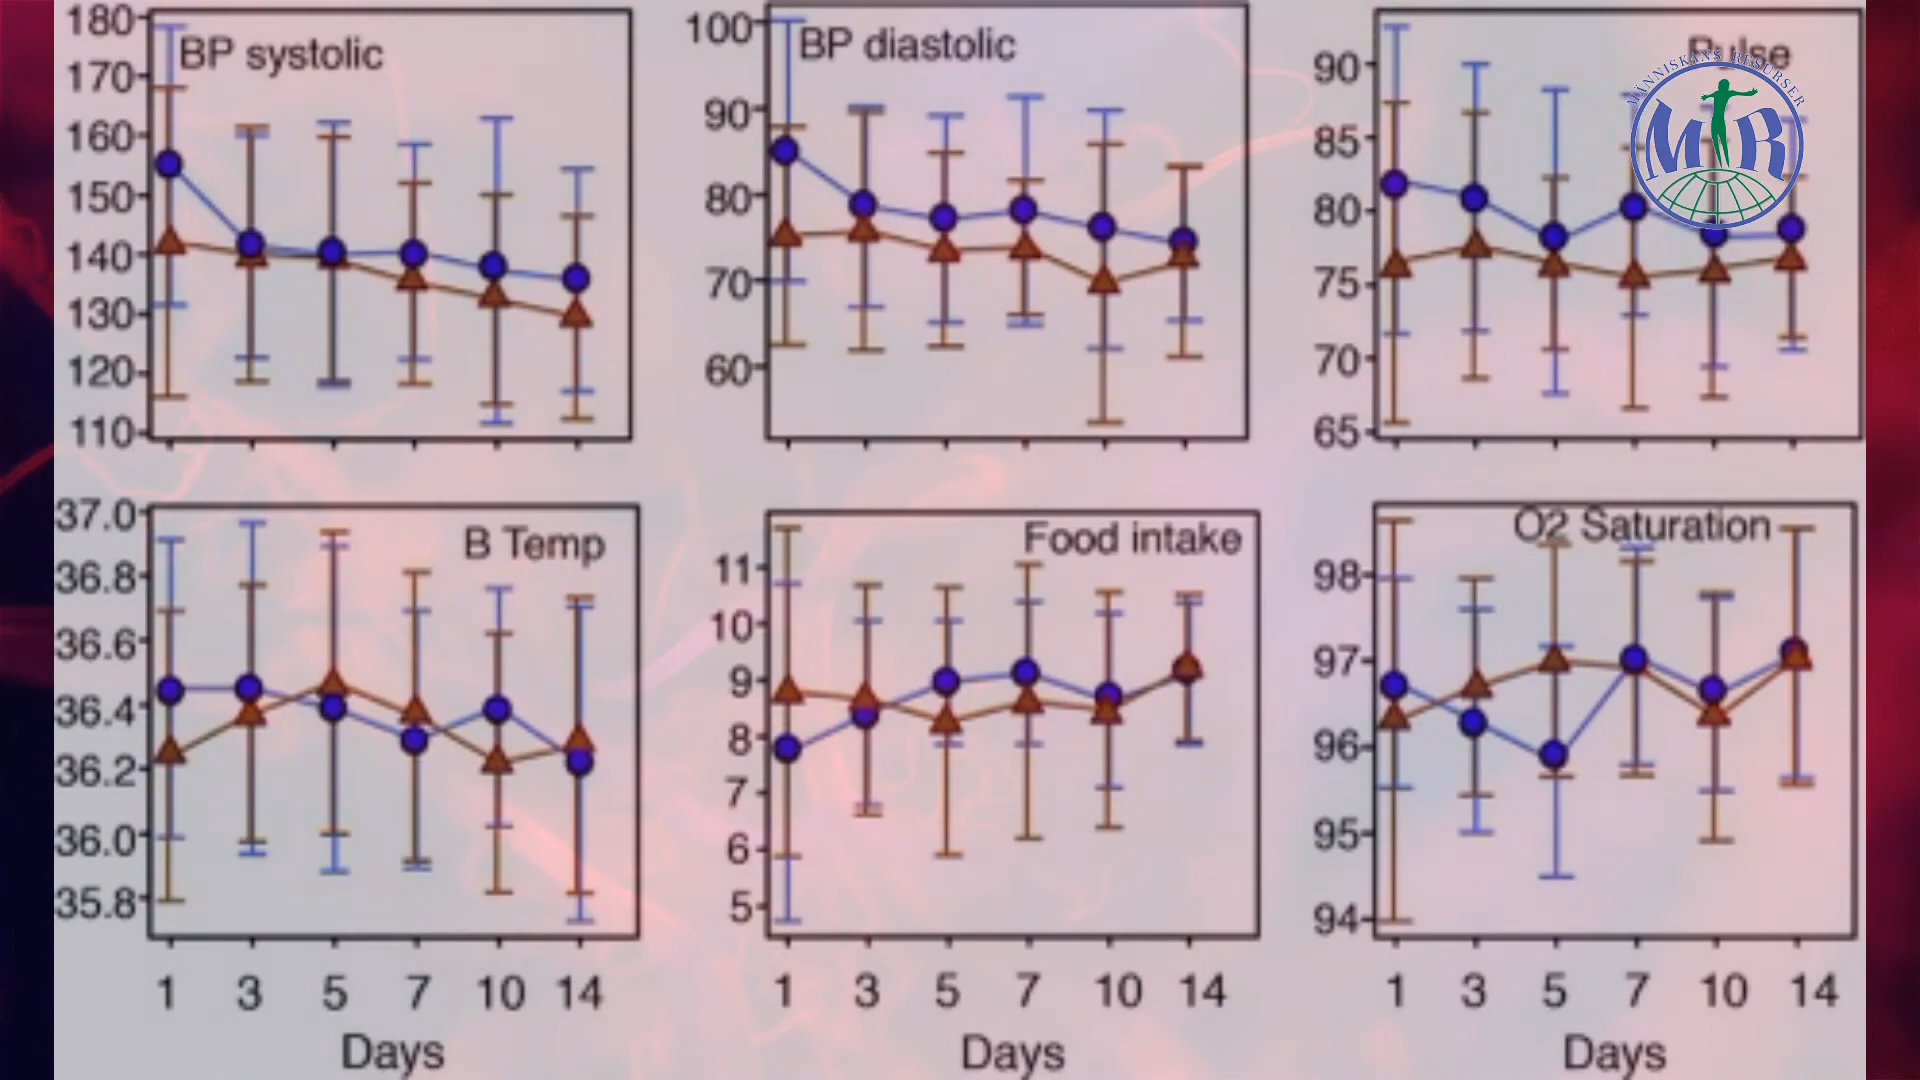 BP systolic
180
170
160
150
140
130
120
110
BP diastolic
100
90
80
70
60
Pulse
90
85
80
75
70
65
MÄNNISKANS RESURSER
MR
B Temp
37.0
36.8
36.6
36.4
36.2
36.0
35.8
Food intake
11
10
9
8
7
6
5
O2 Saturation
98
97
96
95
94
1 3 5 7 10 14
Days
1 3 5 7 10 14
Days
1 3 5 7 10 14
Days